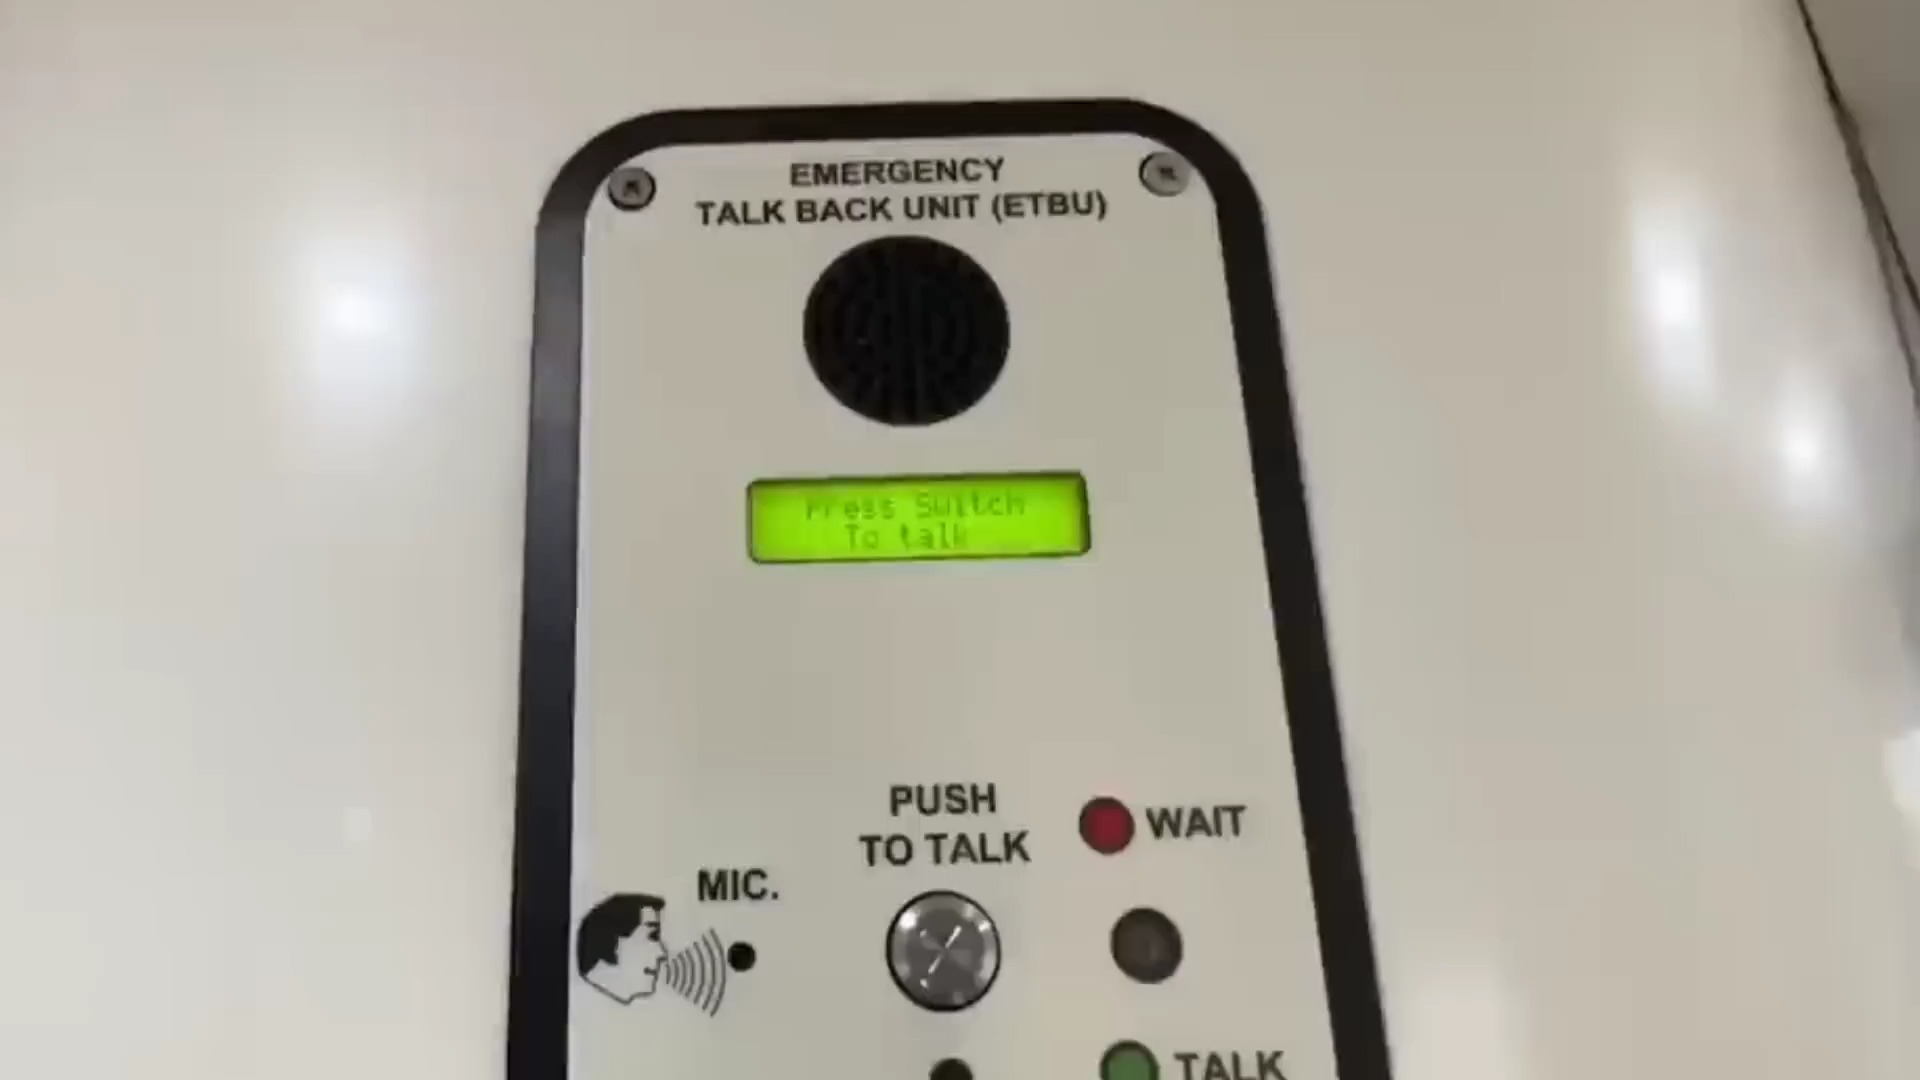 EMERGENCY
TALK BACK UNIT (ETBU)
Press Switch
To talk
PUSH
TO TALK
WAIT
MIC.
TALK